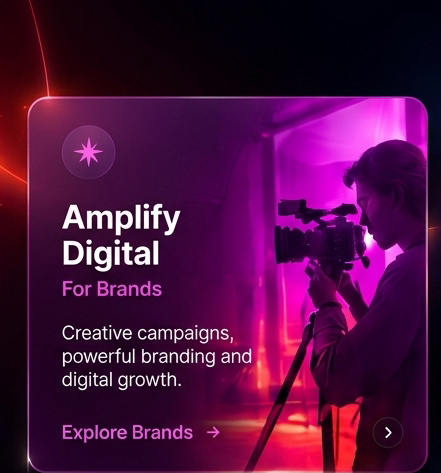 Amplify
Digital
For Brands
Creative campaigns,
powerful branding and
digital growth.
Explore Brands →